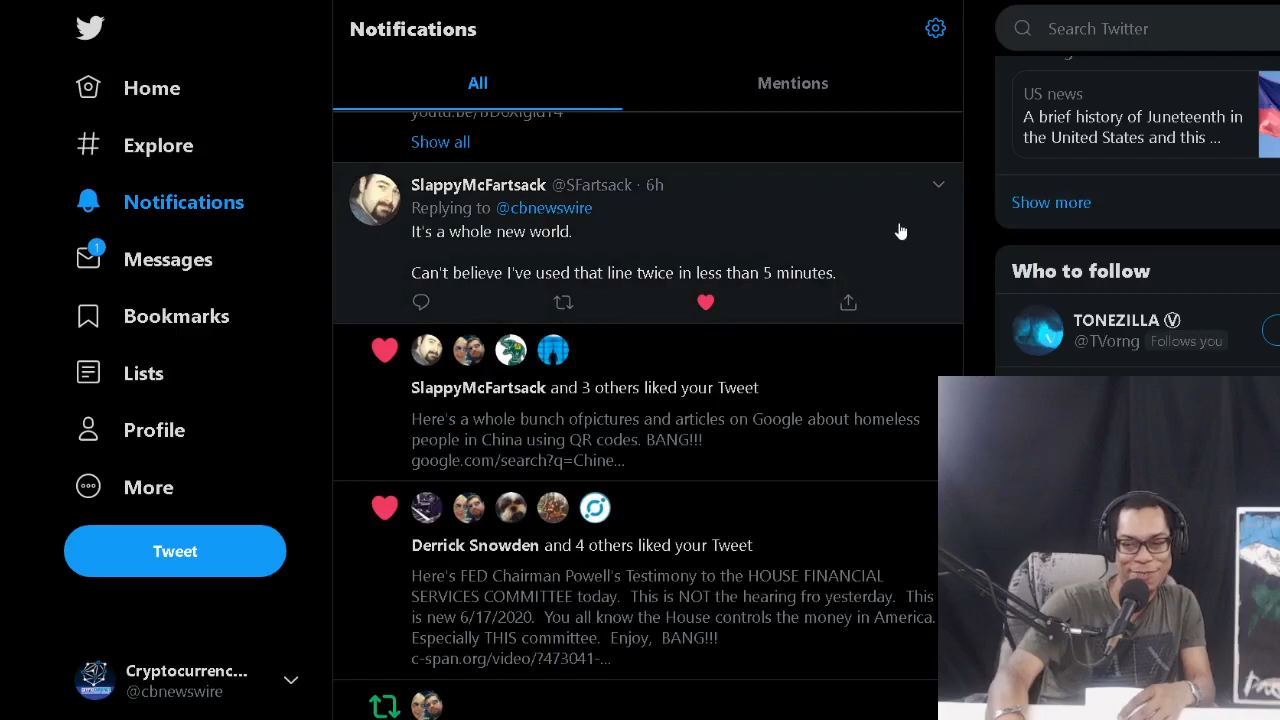 Home
Explore
Notifications
1
Messages
Bookmarks
Lists
Profile
More
Tweet
Cryptocurrenc...
@cbnewswire
Notifications
All
Mentions
Show all
SlappyMcFartsack @SFartsack · 6h
Replying to @cbnewswire
It's a whole new world.
Can't believe I've used that line twice in less than 5 minutes.
SlappyMcFartsack and 3 others liked your Tweet
Here's a whole bunch ofpictures and articles on Google about homeless
people in China using QR codes. BANG!!!
google.com/search?q=Chine...
Derrick Snowden and 4 others liked your Tweet
Here's FED Chairman Powell's Testimony to the HOUSE FINANCIAL
SERVICES COMMITTEE today. This is NOT the hearing fro yesterday. This
is new 6/17/2020. You all know the House controls the money in America.
Especially THIS committee. Enjoy, BANG!!!
c-span.org/video/?473041-...
Search Twitter
US news
A brief history of Juneteenth in
the United States and this ...
Show more
Who to follow
TONEZILLA Ⓥ
@TVorng Follows you